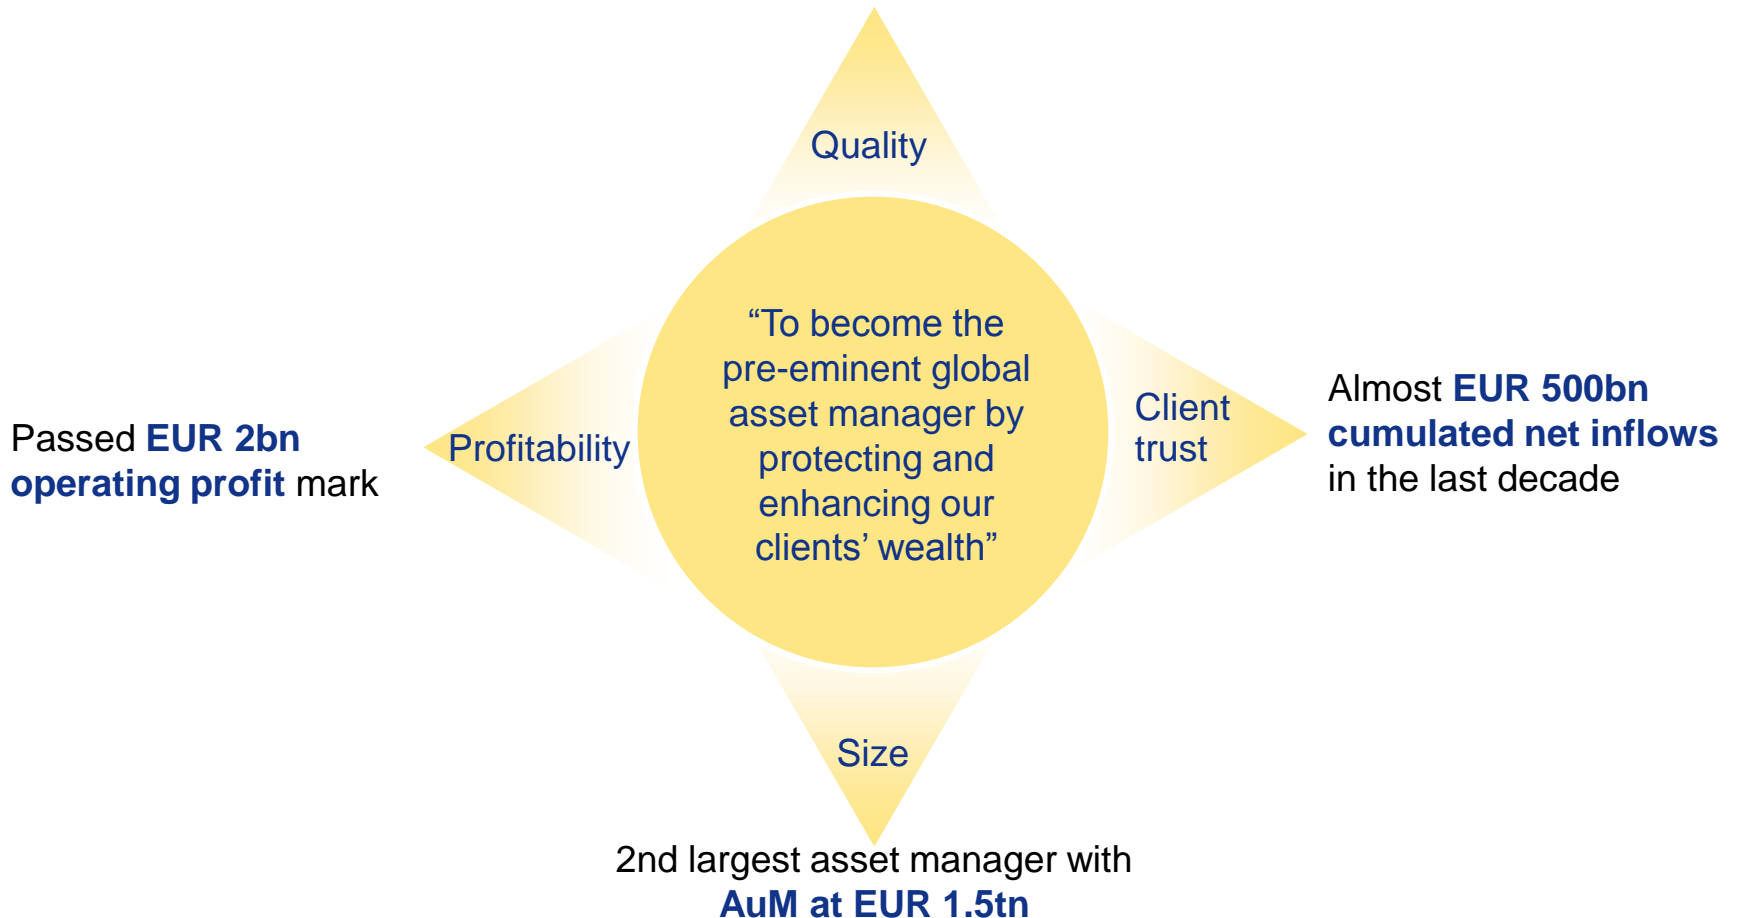 Quality
“To become the
pre-eminent global
asset manager by
protecting and
enhancing our
clients’ wealth”
Profitability
Passed EUR 2bn
operating profit mark
Client
trust
Almost EUR 500bn
cumulated net inflows
in the last decade
Size
2nd largest asset manager with
AuM at EUR 1.5tn